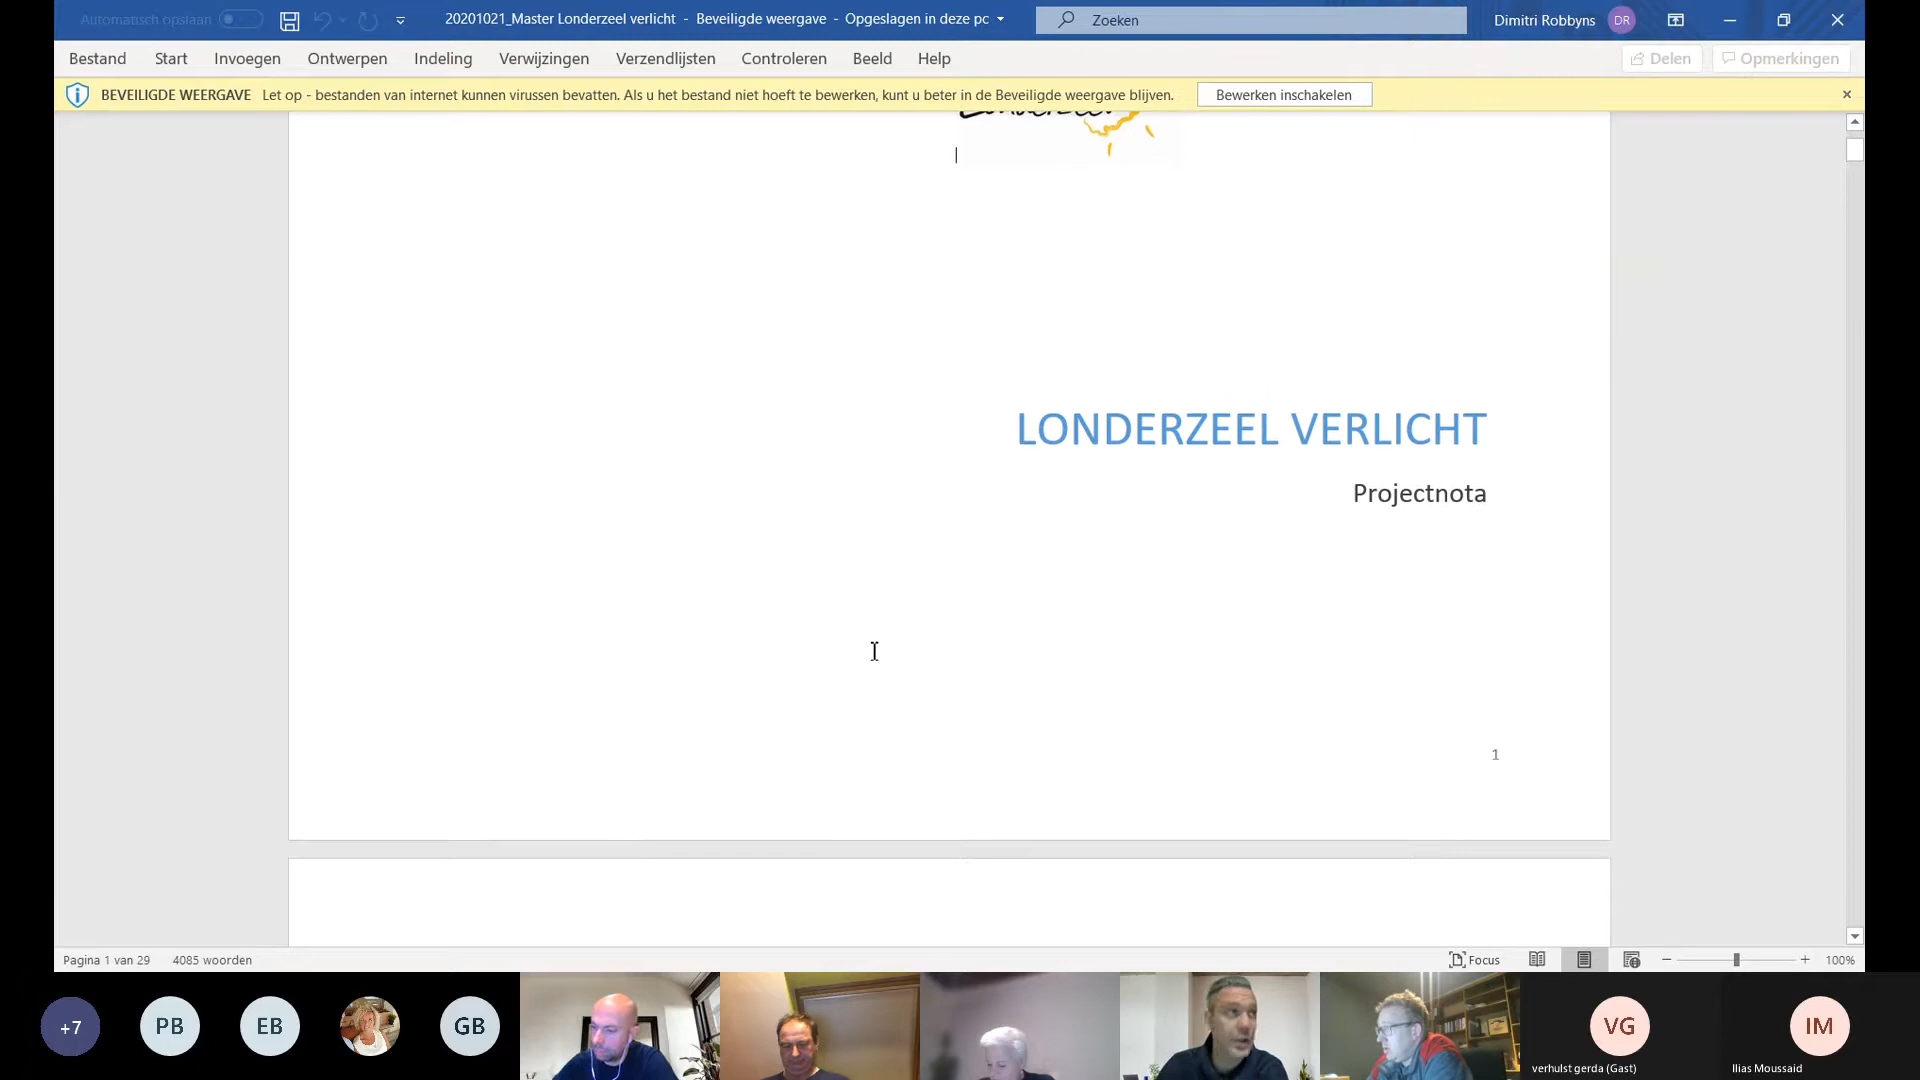 Automatisch opslaan
20201021_Master Londerzeel verlicht - Beveiligde weergave - Opgeslagen in deze pc
Zoeken
Dimitri Robbyns
DR
Bestand Start Invoegen Ontwerpen Indeling Verwijzingen Verzendlijsten Controleren Beeld Help
Delen
Opmerkingen
BEVEILIGDE WEERGAVE Let op - bestanden van internet kunnen virussen bevatten. Als u het bestand niet hoeft te bewerken, kunt u beter in de Beveiligde weergave blijven.
Bewerken inschakelen
Londerzeel
LONDERZEEL VERLICHT
Projectnota
1
Pagina 1 van 29 4085 woorden
Focus
100%
+7
PB
EB
GB
VG
IM
verhulst gerda (Gast)
Ilias Moussaid